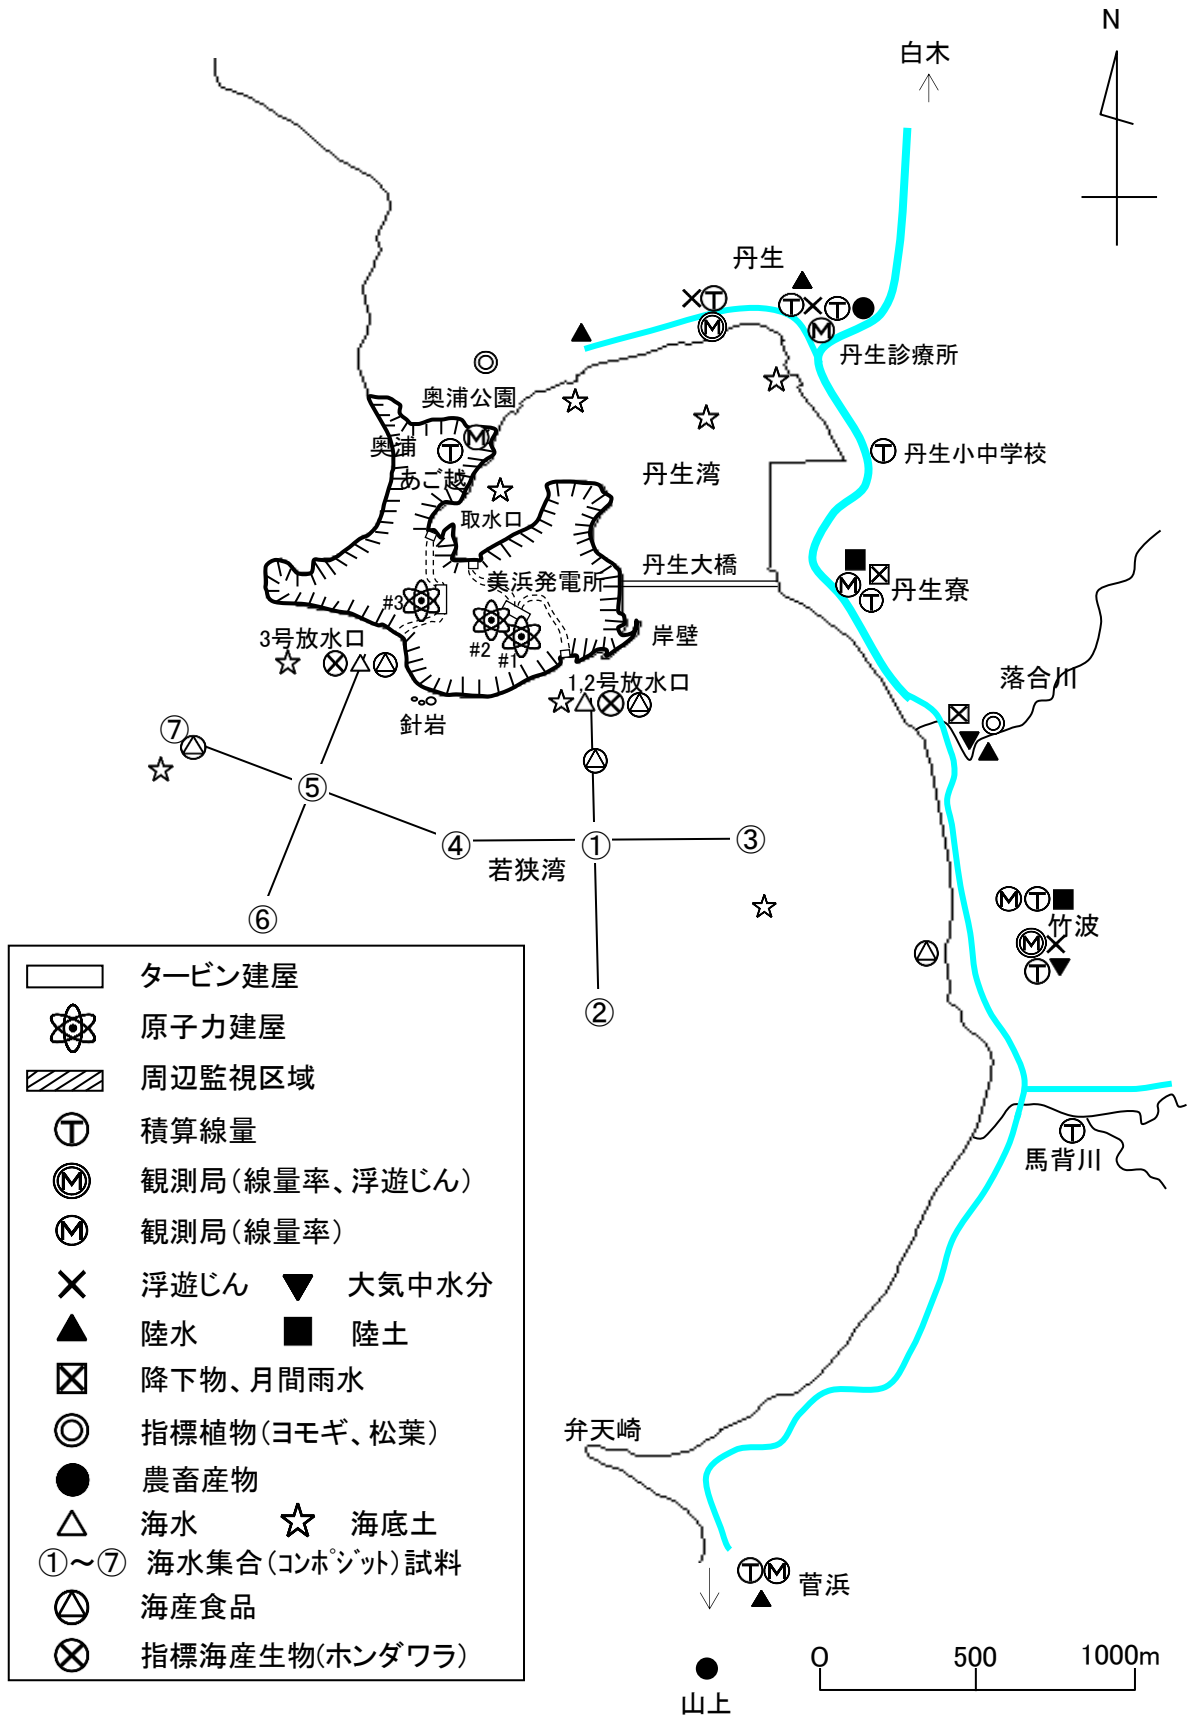 N
白木
丹生
丹生診療所
奥浦公園
奥浦
あご越
丹生小中学校
丹生湾
取水口
丹生大橋
美浜発電所
丹生寮
#3
#2
#1
3号放水口
岸壁
1,2号放水口
落合川
針岩
⑦
⑤
④
①
③
若狭湾
⑥
竹波
②
タービン建屋
原子力建屋
周辺監視区域
T 積算線量
M 観測局(線量率、浮遊じん)
M 観測局(線量率)
浮遊じん 大気中水分
陸水 陸土
降下物、月間雨水
指標植物(ヨモギ、松葉)
農畜産物
海水 海底土
①~⑦ 海水集合(コンポジット)試料
海産食品
指標海産生物(ホンダワラ)
馬背川
弁天崎
T M 菅浜
山上
0 500 1000m